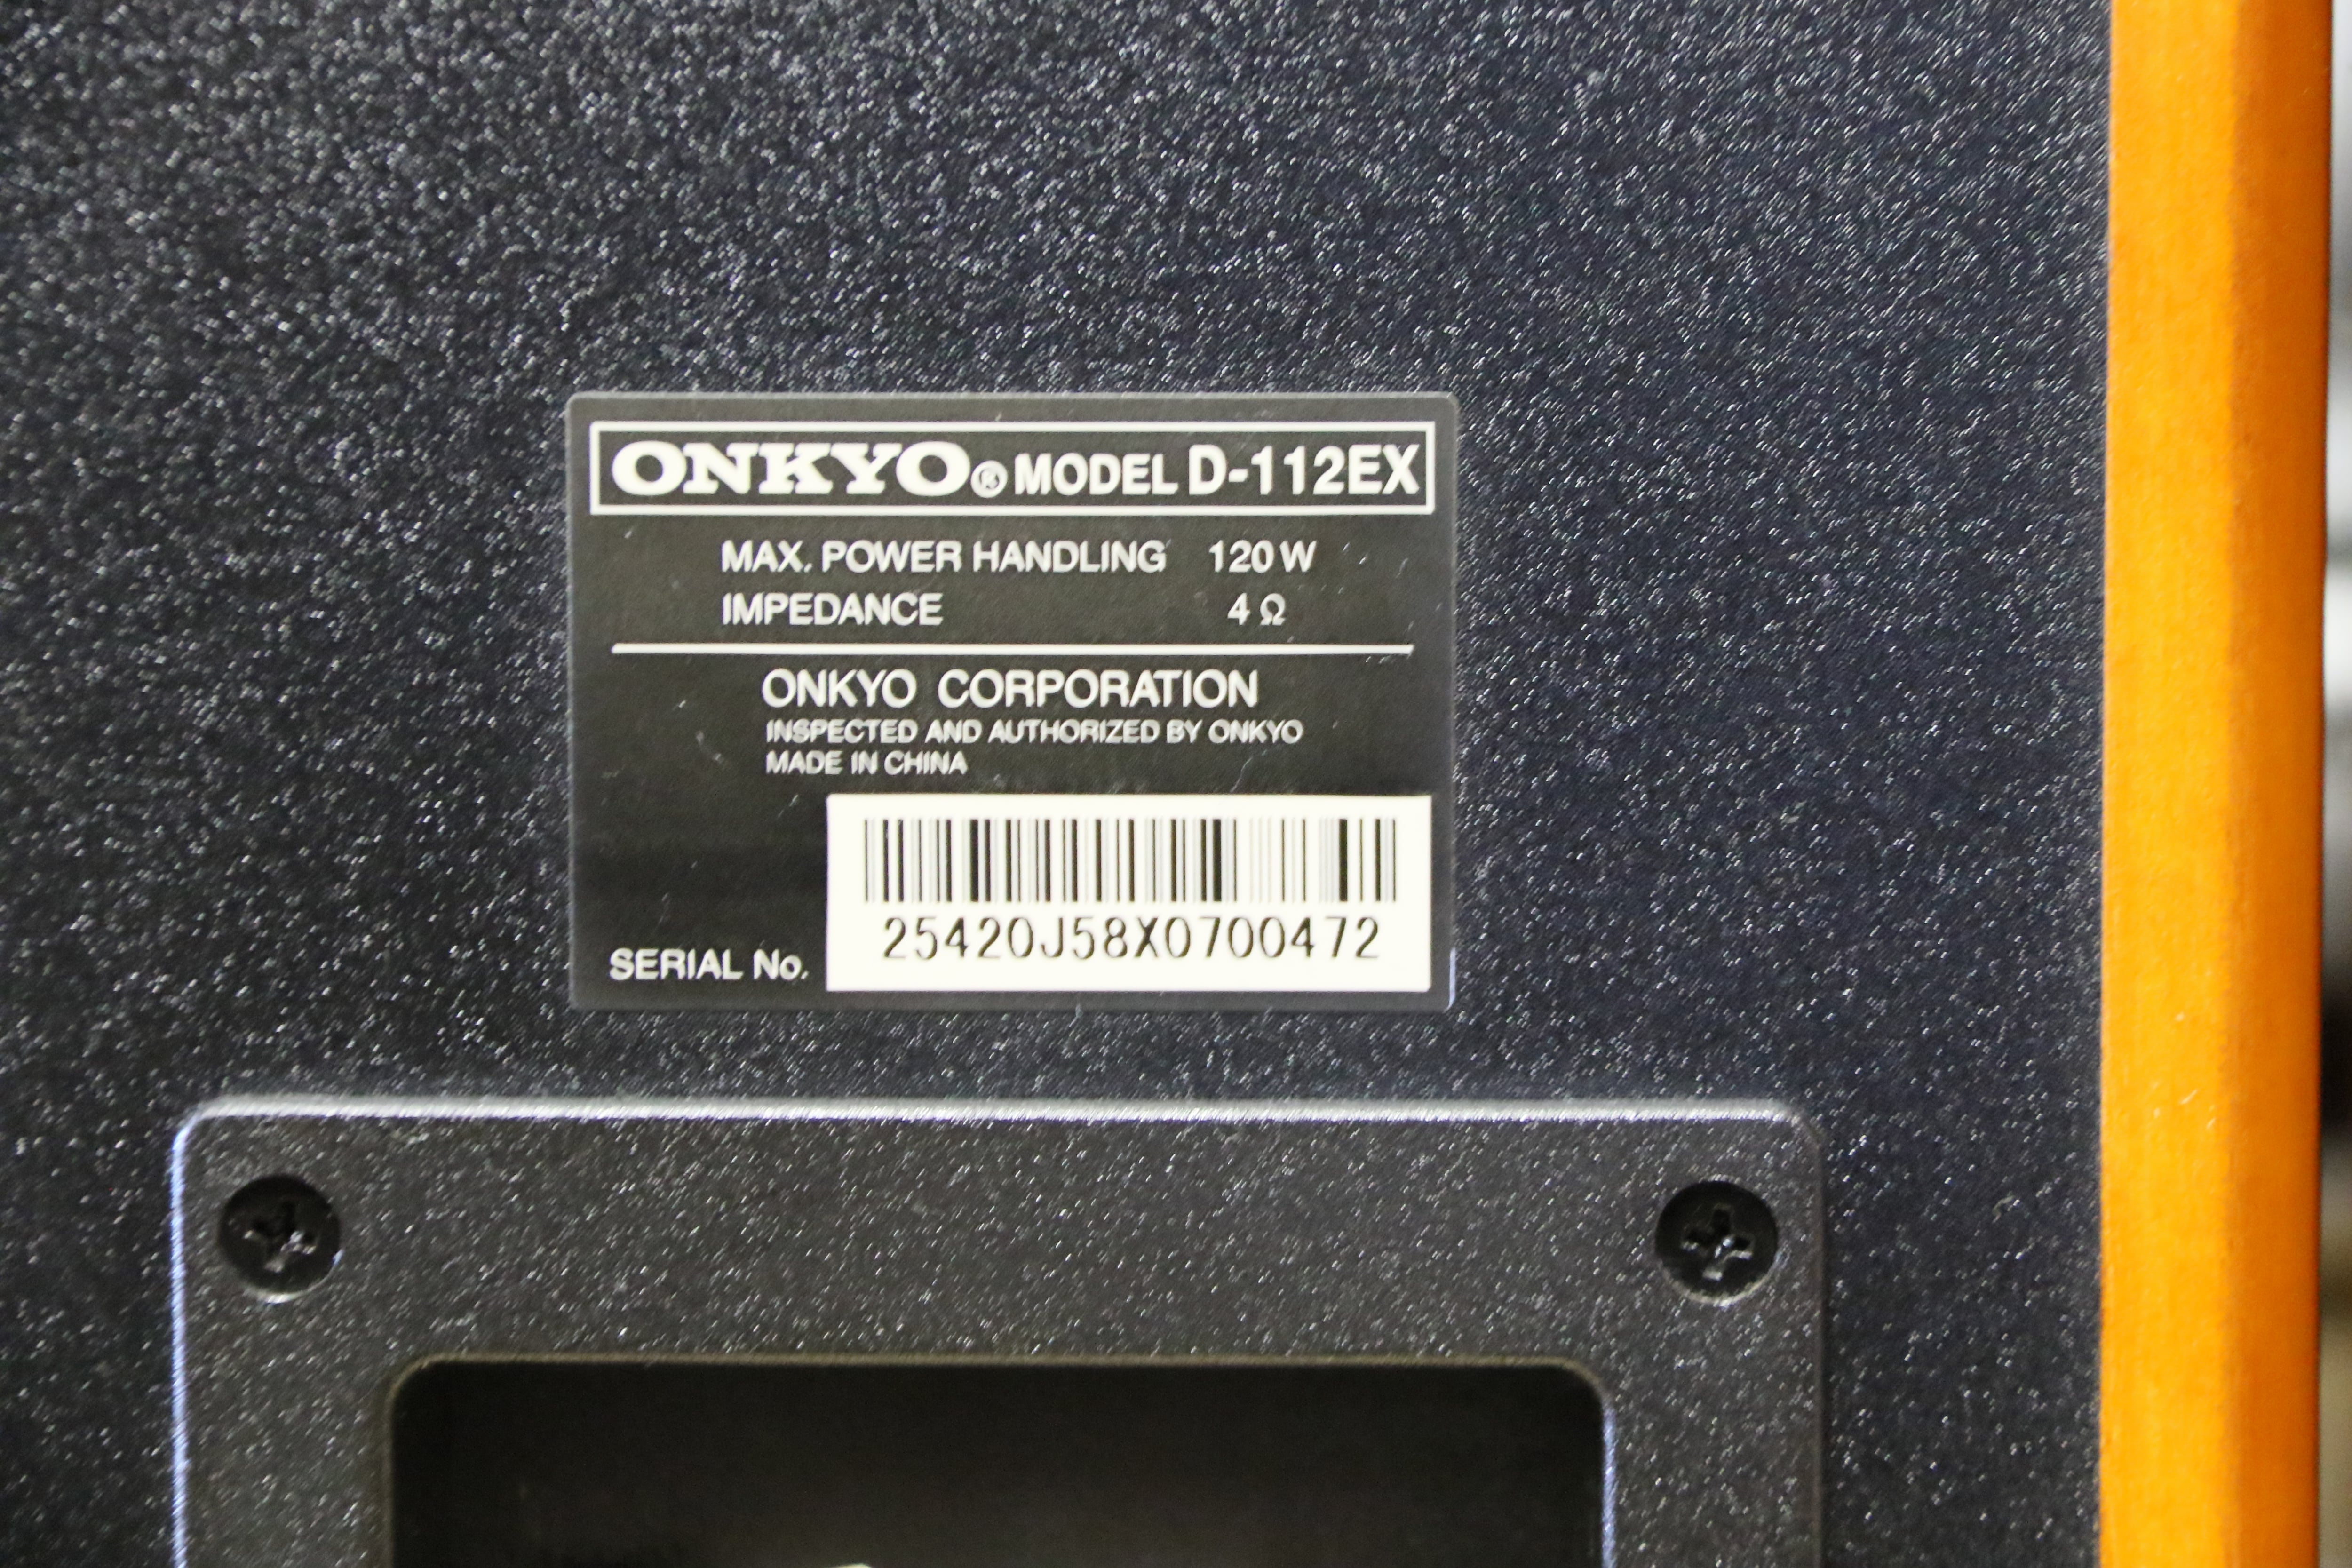 ONKYO® MODEL D-112EX
MAX. POWER HANDLING 120 W
IMPEDANCE 4 Ω
ONKYO CORPORATION
INSPECTED AND AUTHORIZED BY ONKYO
MADE IN CHINA
SERIAL No. 25420J58X0700472